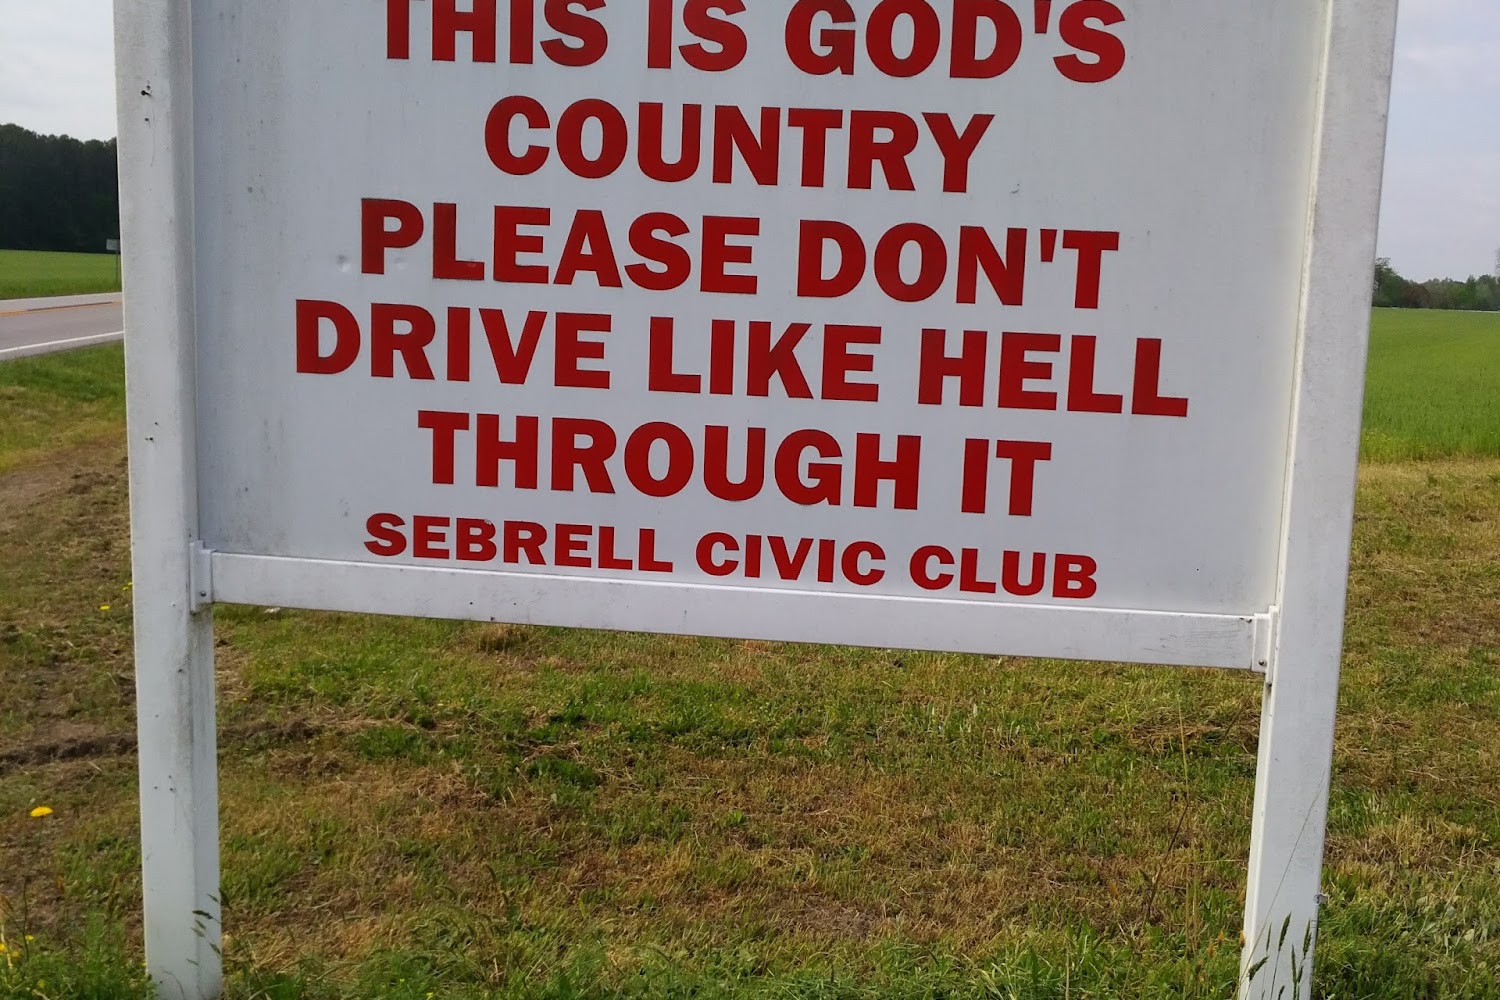 THIS IS GOD'S
COUNTRY
PLEASE DON'T
DRIVE LIKE HELL
THROUGH IT
SEBRELL CIVIC CLUB